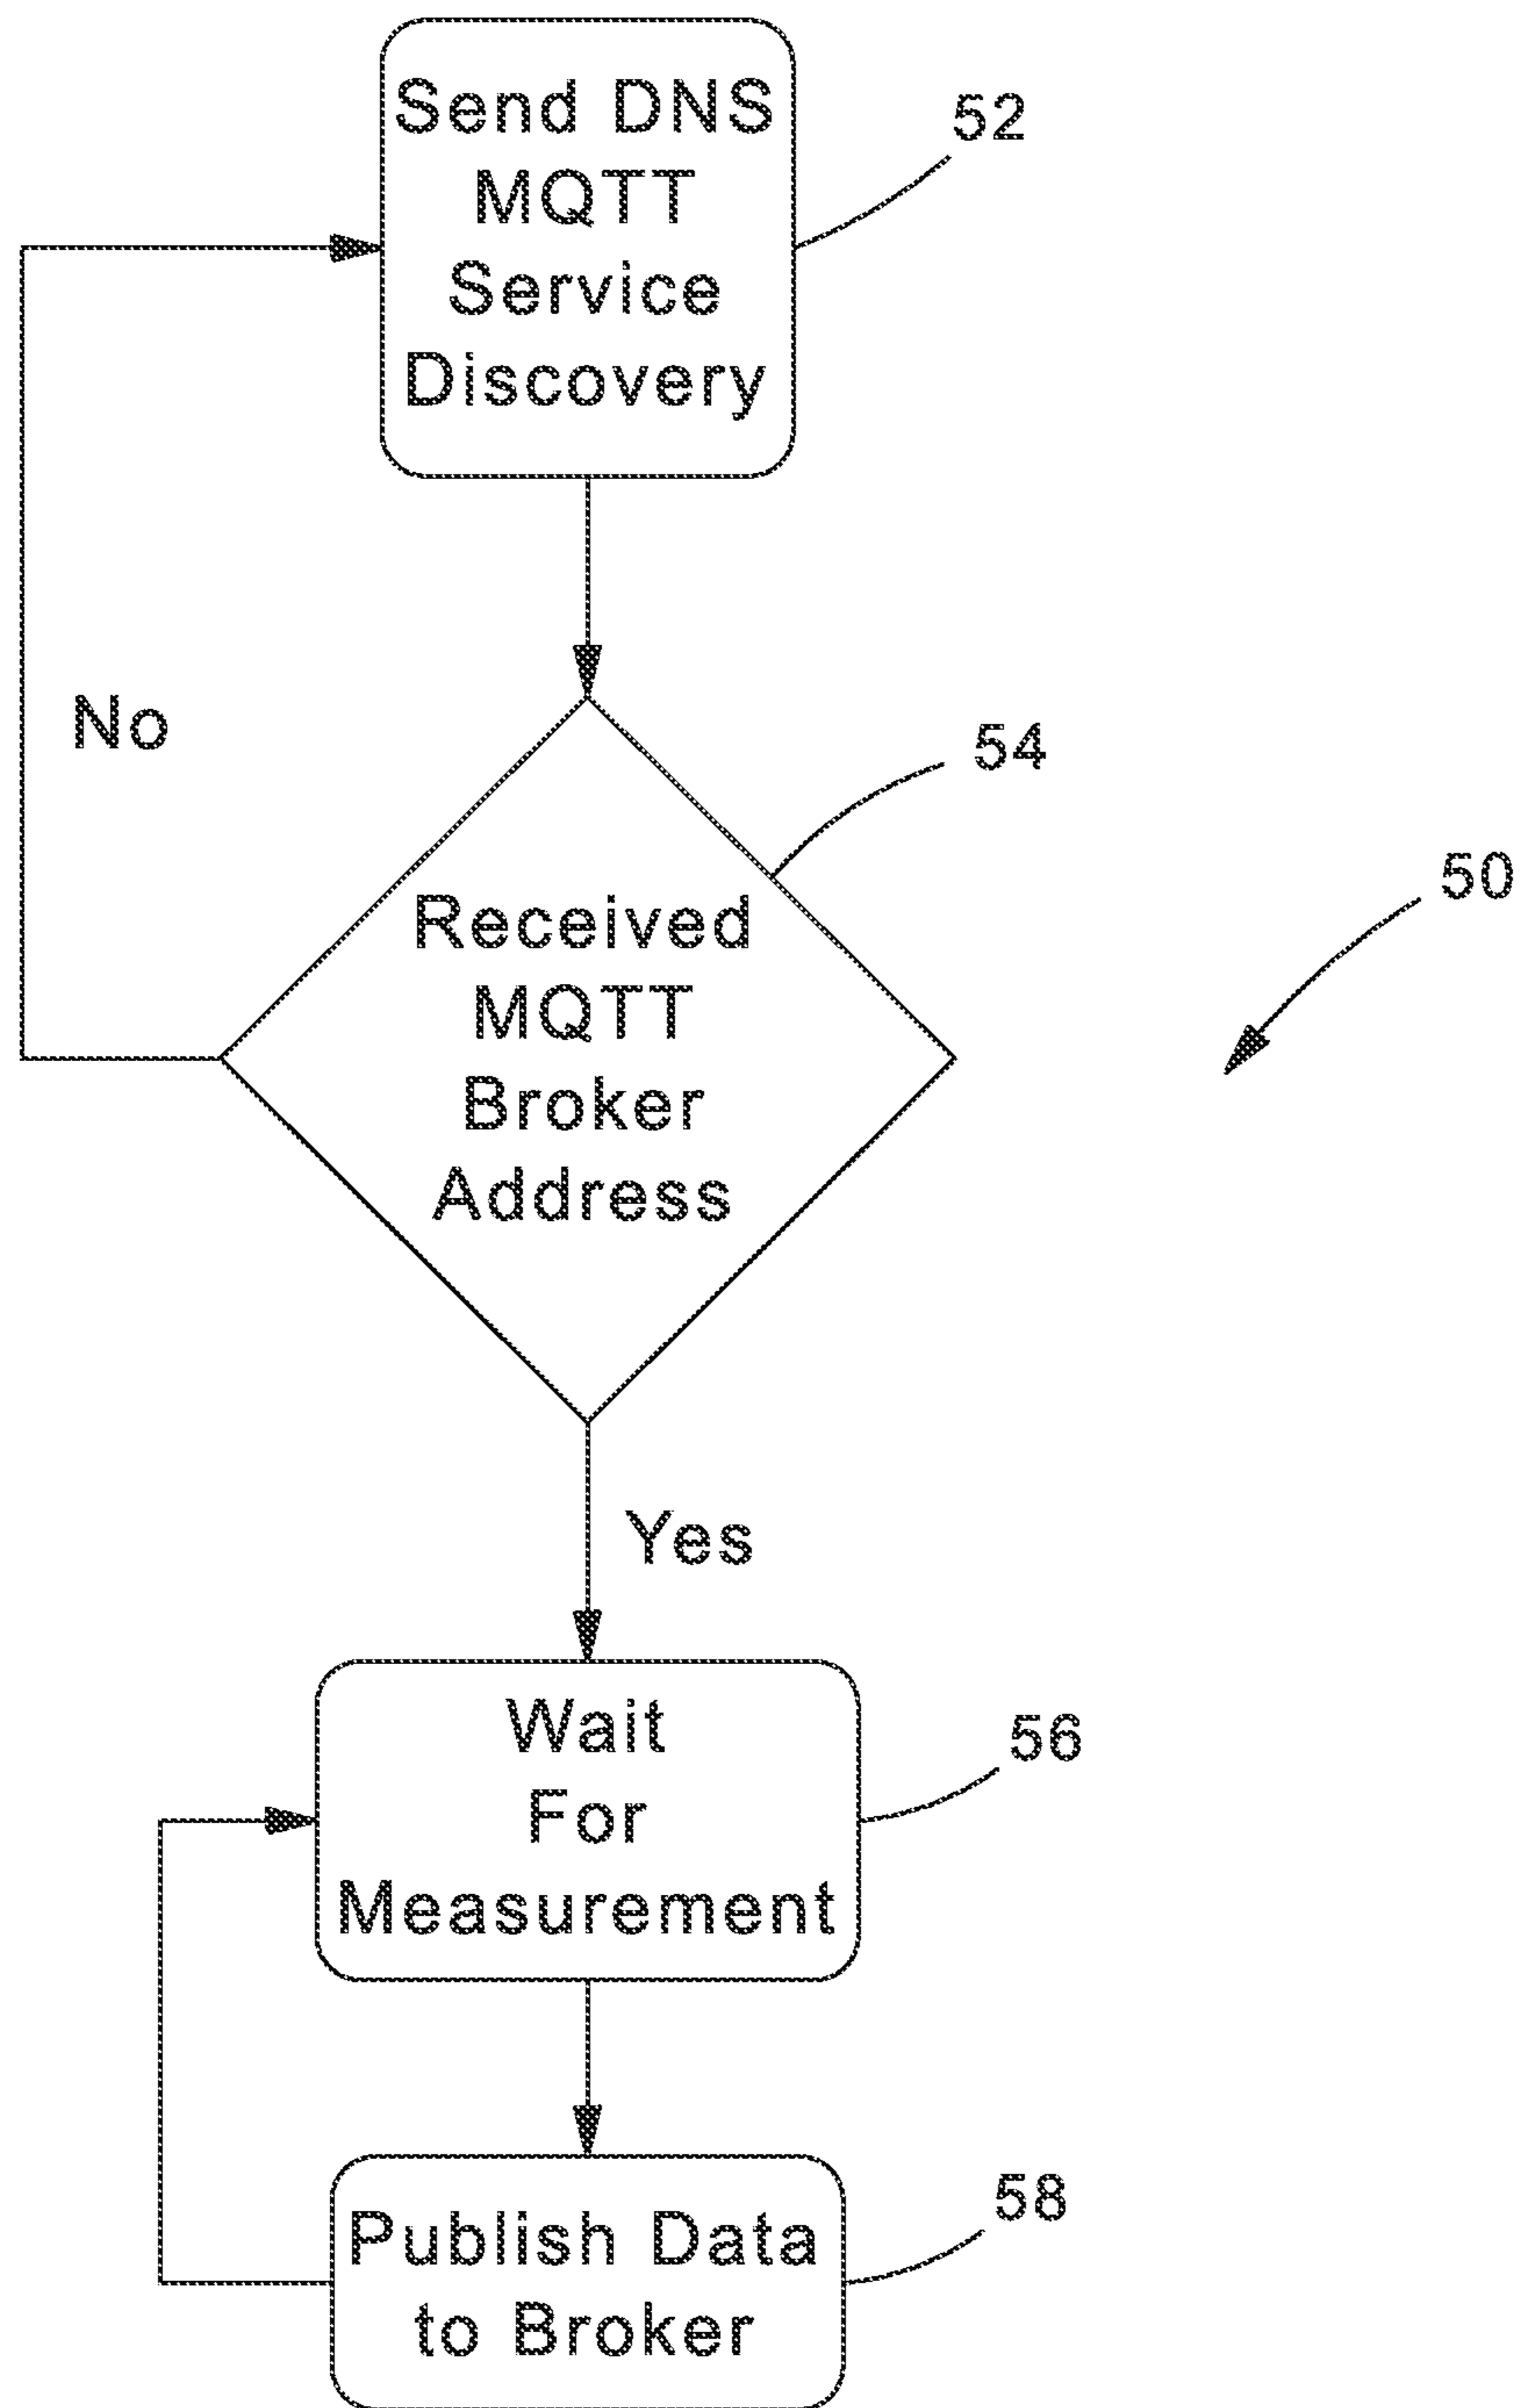 Send DNS
MQTT
Service
Discovery
52
No
54
Received
MQTT
Broker
Address
50
Yes
Wait
For
Measurement
56
Publish Data
to Broker
58